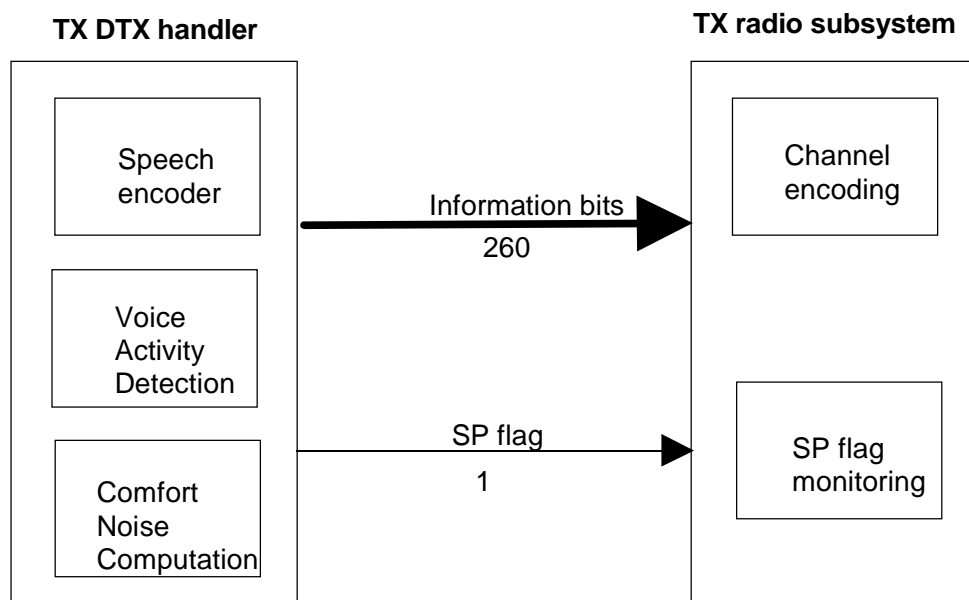 TX DTX handler
TX radio subsystem
Speech
encoder
Channel
encoding
Information bits
260
Voice
Activity
Detection
SP flag
1
SP flag
monitoring
Comfort
Noise
Computation